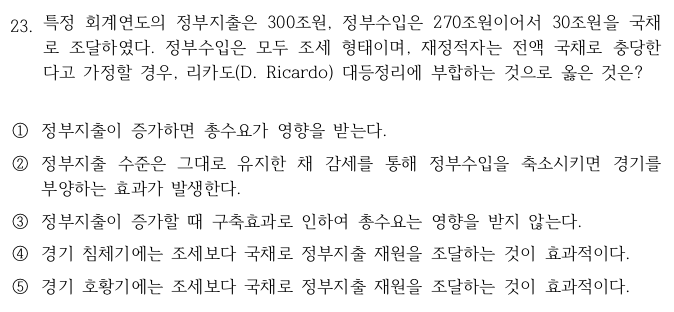 23. 특정 회계연도의 정부지출은 300조원, 정부수입은 270조원이어서 30조원을 국채
로 조달하였다. 정부수입은 모두 조세 형태이며, 재정적자는 전액 국채로 충당한
다고 가정할 경우, 리카도(D. Ricardo) 대등정리에 부합하는 것으로 옳은 것은?
① 정부지출이 증가하면 총수요가 영향을 받는다.
② 정부지출 수준은 그대로 유지한 채 감세를 통해 정부수입을 축소시키면 경기를
부양하는 효과가 발생한다.
③ 정부지출이 증가할 때 구축효과로 인하여 총수요는 영향을 받지 않는다.
④ 경기 침체기에는 조세보다 국채로 정부지출 재원을 조달하는 것이 효과적이다.
⑤ 경기 호황기에는 조세보다 국채로 정부지출 재원을 조달하는 것이 효과적이다.